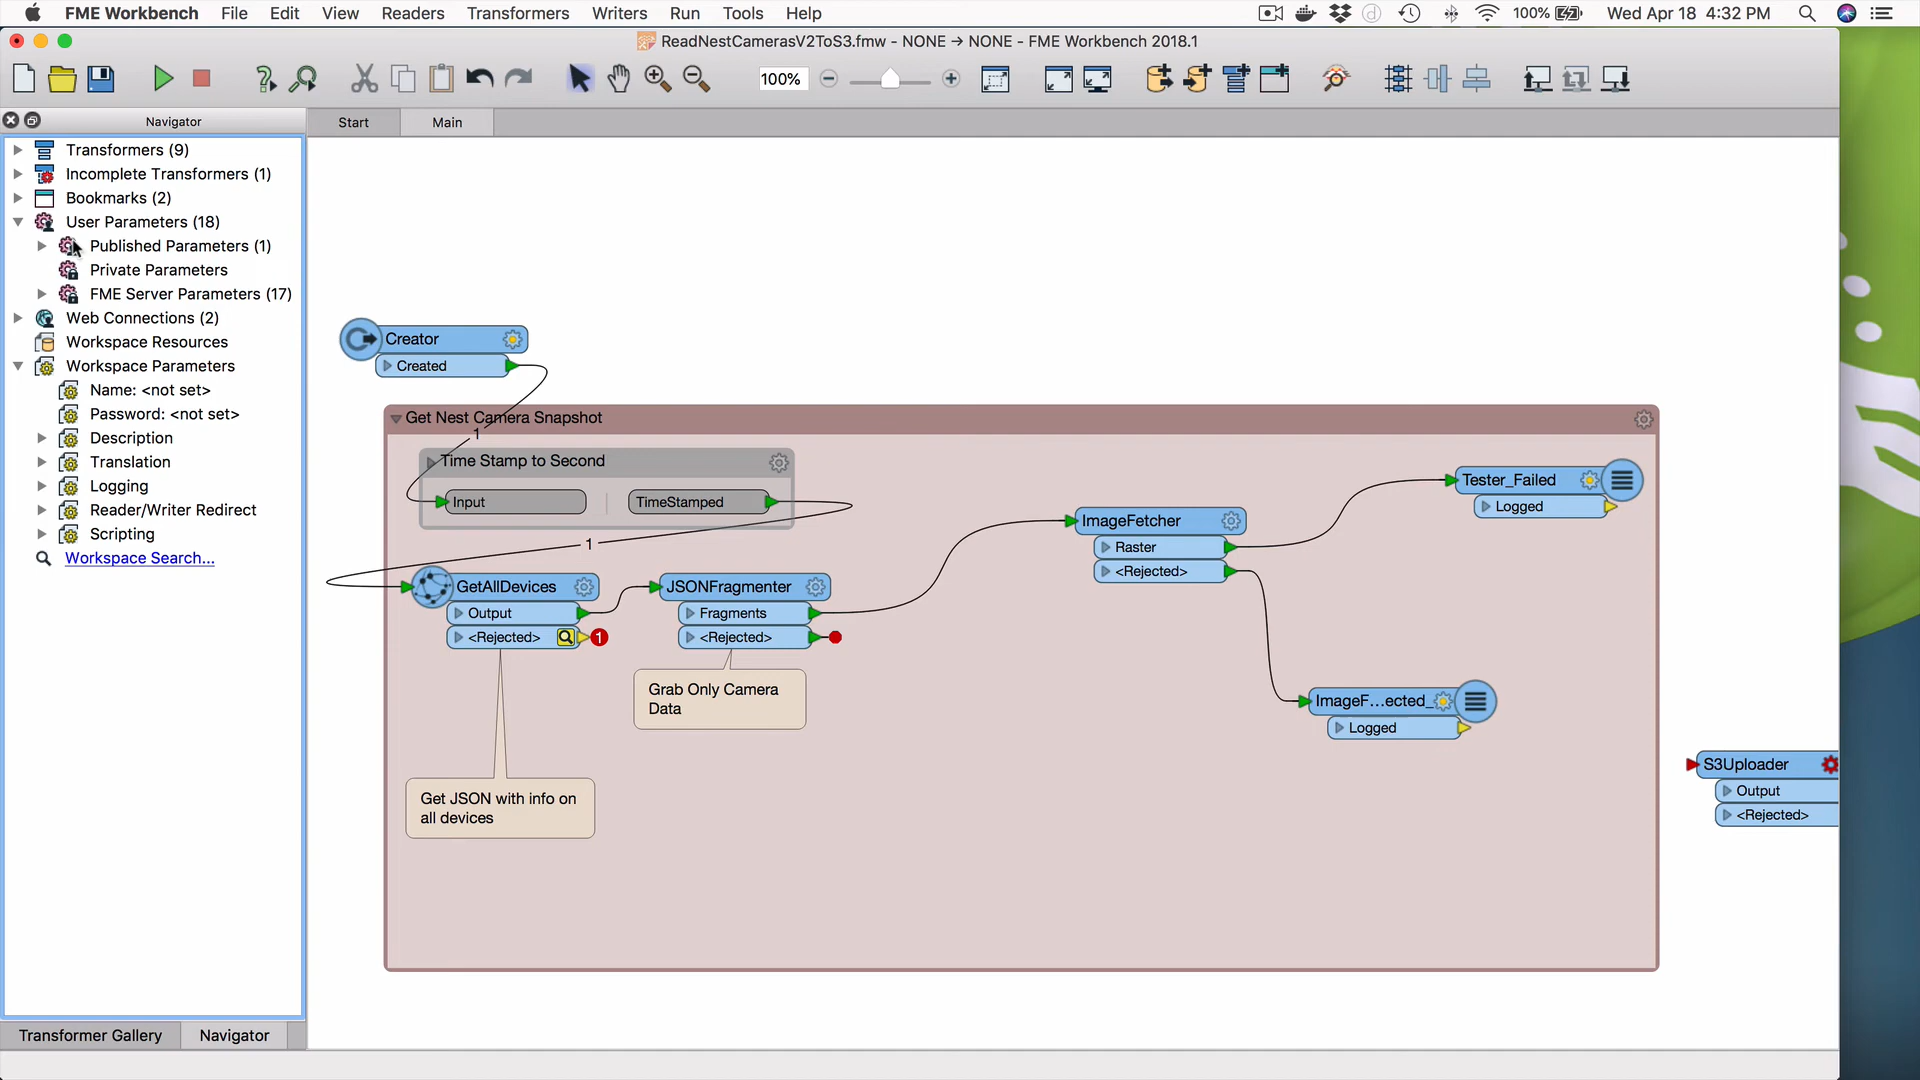 FME Workbench File Edit View Readers Transformers Writers Run Tools Help 100% Wed Apr 18 4:32 PM
ReadNestCamerasV2ToS3.fmw - NONE → NONE - FME Workbench 2018.1
100%
Navigator
Start Main
Transformers (9)
Incomplete Transformers (1)
Bookmarks (2)
User Parameters (18)
Published Parameters (1)
Private Parameters
FME Server Parameters (17)
Web Connections (2)
Workspace Resources
Workspace Parameters
Name: <not set>
Password: <not set>
Description
Translation
Logging
Reader/Writer Redirect
Scripting
Workspace Search...
Transformer Gallery Navigator
Creator
Created
Get Nest Camera Snapshot
1
Time Stamp to Second
Input TimeStamped
1
GetAllDevices
Output
<Rejected> 1
JSONFragmenter
Fragments
<Rejected>
Grab Only Camera
Data
Get JSON with info on
all devices
ImageFetcher
Raster
<Rejected>
Tester_Failed
Logged
ImageF...ected_
Logged
S3Uploader
Output
<Rejected>